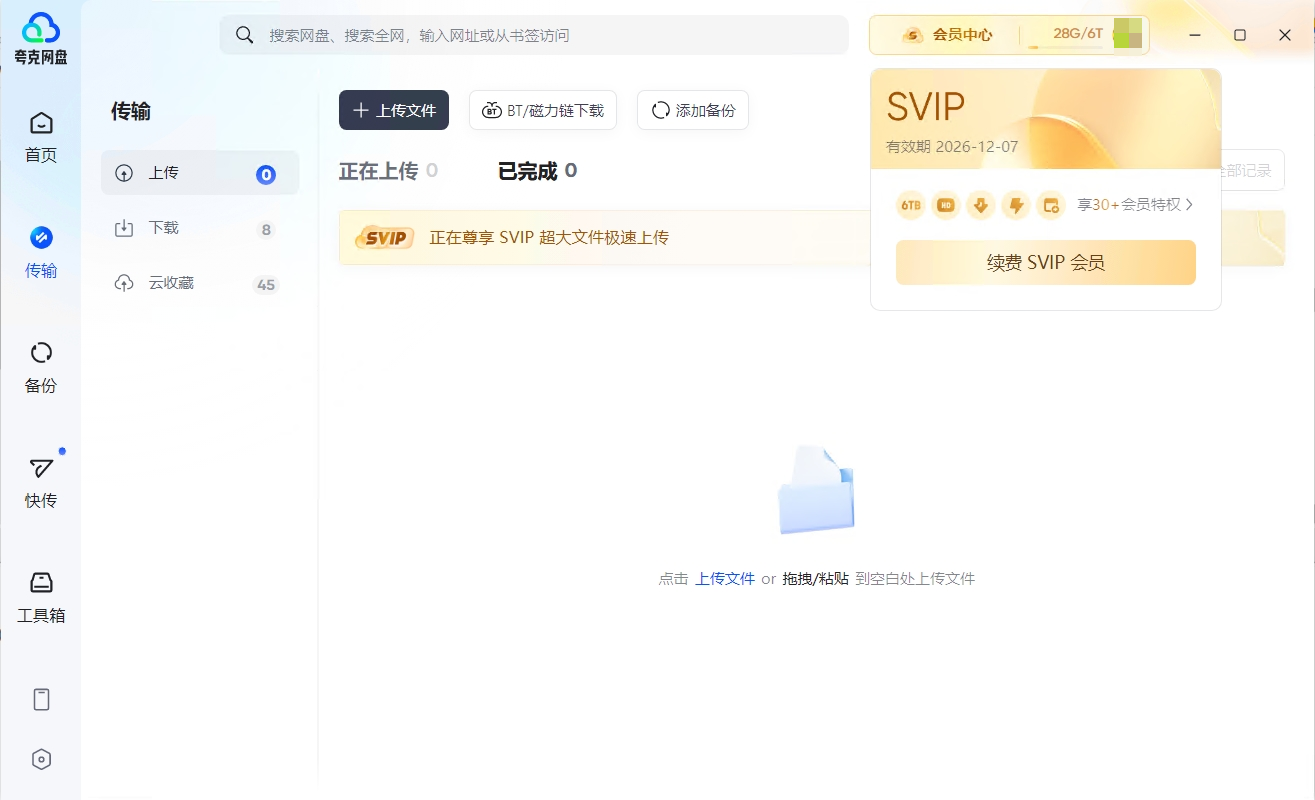 夸克网盘
搜索网盘、搜索全网，输入网址或从书签访问
会员中心
28G/6T
首页
传输
备份
快传
工具箱
传输
上传 0
下载 8
云收藏 45
上传文件
BT/磁力链下载
添加备份
正在上传 0
已完成 0
部记录
SVIP 正在尊享 SVIP 超大文件极速上传
SVIP
有效期 2026-12-07
6TB HD 享30+会员特权
续费 SVIP 会员
点击 上传文件 or 拖拽/粘贴 到空白处上传文件